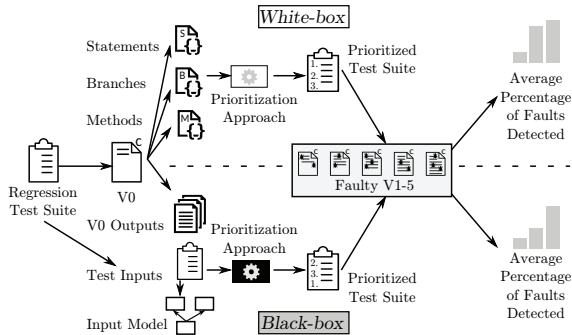 White-box
Statements
S
{;}
Branches
B
{;}
Methods
M
{;}
Prioritization
Approach
1.
2.
3.
Prioritized
Test Suite
Average
Percentage
of Faults
Detected
Regression
Test Suite
C
V0
C
C
C
C
C
Faulty V1-5
V0 Outputs
Test Inputs
Input Model
Prioritization
Approach
2.
3.
1.
Prioritized
Test Suite
Average
Percentage
of Faults
Detected
Black-box